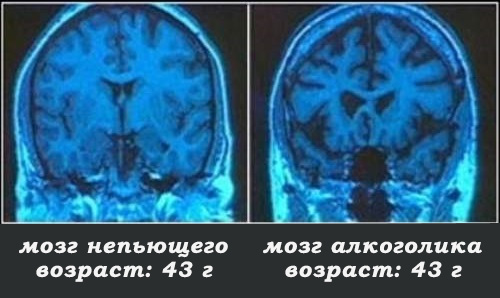 мозг непьющего
возраст: 43 г
мозг алкоголика
возраст: 43 г